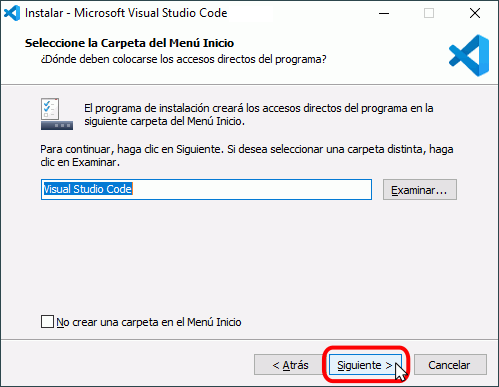 Instalar - Microsoft Visual Studio Code
Seleccione la Carpeta del Menú Inicio
¿Dónde deben colocarse los accesos directos del programa?
El programa de instalación creará los accesos directos del programa en la
siguiente carpeta del Menú Inicio.
Para continuar, haga clic en Siguiente. Si desea seleccionar una carpeta distinta, haga
clic en Examinar.
Visual Studio Code
Examinar...
No crear una carpeta en el Menú Inicio
< Atrás
Siguiente >
Cancelar